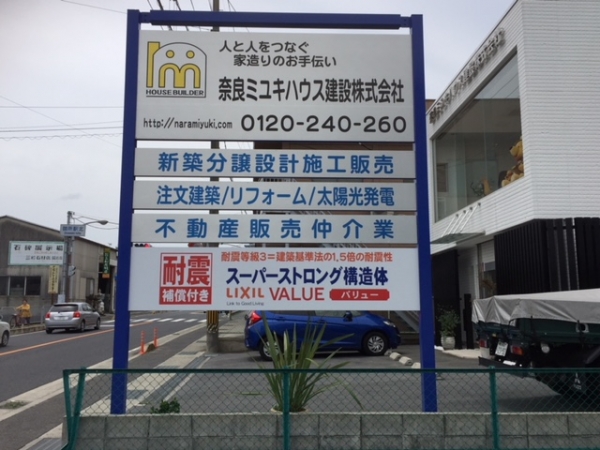 人と人をつなぐ
家造りのお手伝い
HOUSE BUILDER
奈良ミユキハウス建設株式会社
http://naramiyuki.com 0120-240-260
新築分譲設計施工販売
注文建築/リフォーム/太陽光発電
不動産販売仲介業
耐震
補償付き
耐震等級3=建築基準法の1.5倍の耐震性
スーパーストロング構造体
LIXIL VALUE バリュー
Link to Good Living